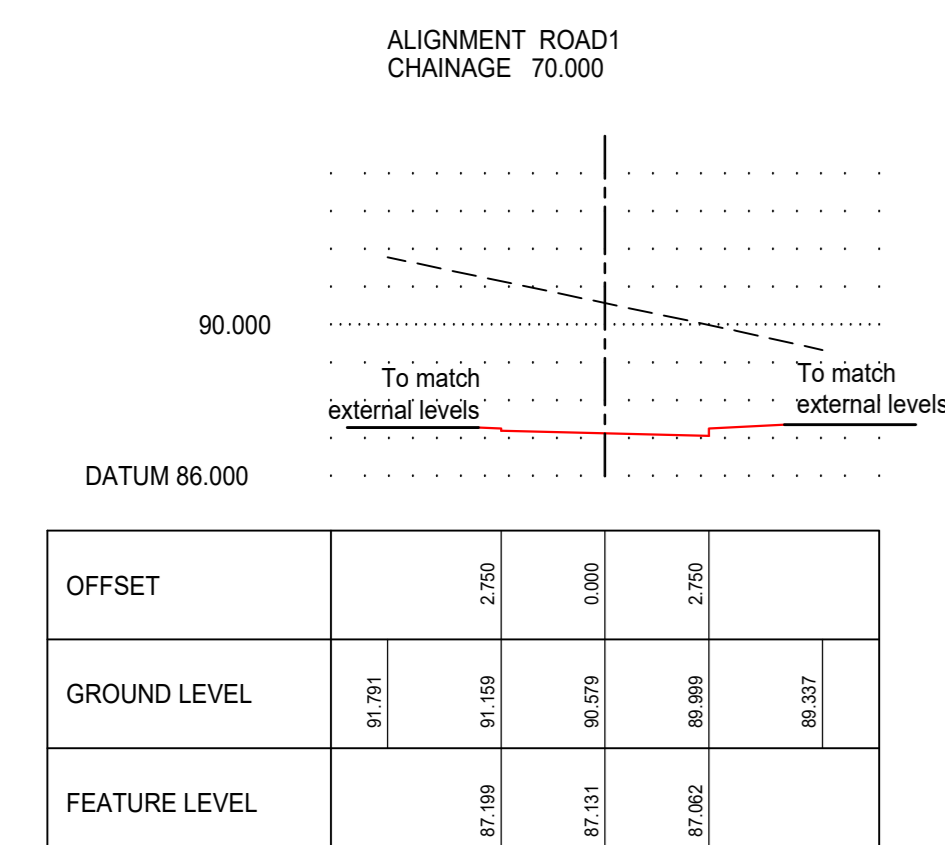 ALIGNMENT ROAD1
CHAINAGE 70.000
90.000
To match
external levels
To match
external levels
DATUM 86.000
OFFSET 2.750 0.000 2.750
GROUND LEVEL 91.791 91.159 90.579 89.999 89.337
FEATURE LEVEL 87.199 87.131 87.062